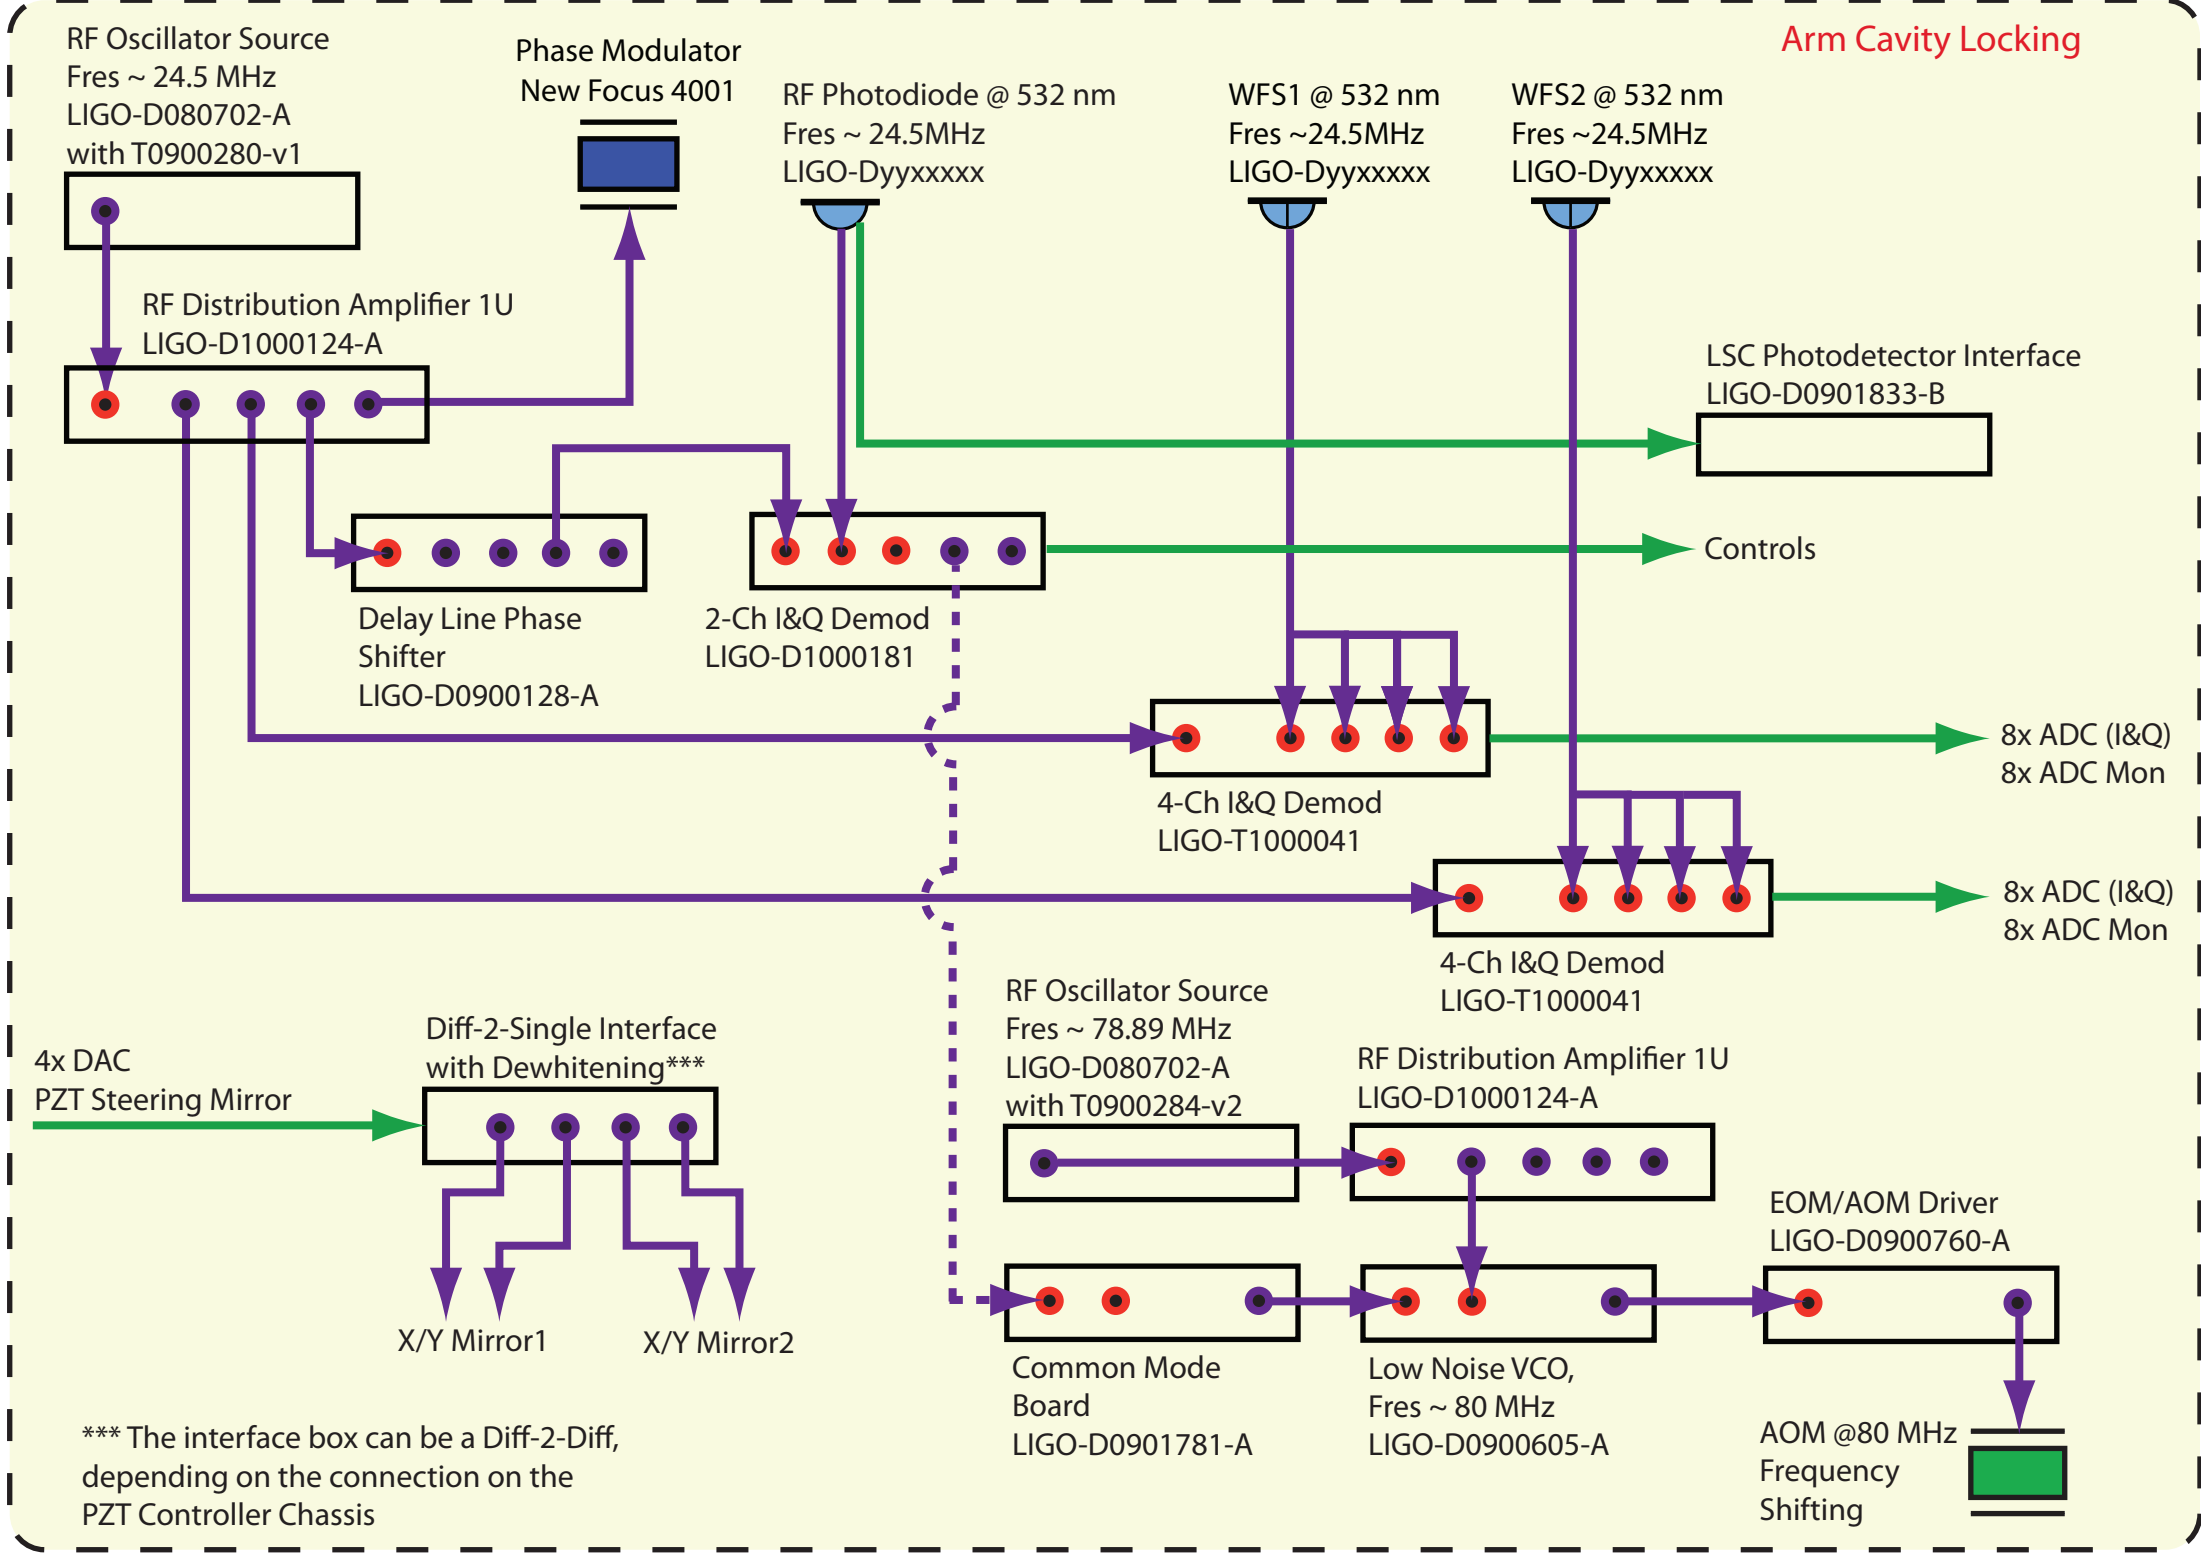 Arm Cavity Locking
RF Oscillator Source
Fres ~ 24.5 MHz
LIGO-D080702-A
with T0900280-v1
Phase Modulator
New Focus 4001
RF Photodiode @ 532 nm
Fres ~ 24.5MHz
LIGO-Dyyxxxxx
WFS1 @ 532 nm
Fres ~24.5MHz
LIGO-Dyyxxxxx
WFS2 @ 532 nm
Fres ~24.5MHz
LIGO-Dyyxxxxx
RF Distribution Amplifier 1U
LIGO-D1000124-A
LSC Photodetector Interface
LIGO-D0901833-B
Controls
Delay Line Phase
Shifter
LIGO-D0900128-A
2-Ch I&Q Demod
LIGO-D1000181
8x ADC (I&Q)
8x ADC Mon
4-Ch I&Q Demod
LIGO-T1000041
8x ADC (I&Q)
8x ADC Mon
4-Ch I&Q Demod
LIGO-T1000041
4x DAC
PZT Steering Mirror
Diff-2-Single Interface
with Dewhitening***
RF Oscillator Source
Fres ~ 78.89 MHz
LIGO-D080702-A
with T0900284-v2
RF Distribution Amplifier 1U
LIGO-D1000124-A
EOM/AOM Driver
LIGO-D0900760-A
X/Y Mirror1
X/Y Mirror2
Common Mode
Board
LIGO-D0901781-A
Low Noise VCO,
Fres ~ 80 MHz
LIGO-D0900605-A
AOM @80 MHz
Frequency
Shifting
*** The interface box can be a Diff-2-Diff,
depending on the connection on the
PZT Controller Chassis